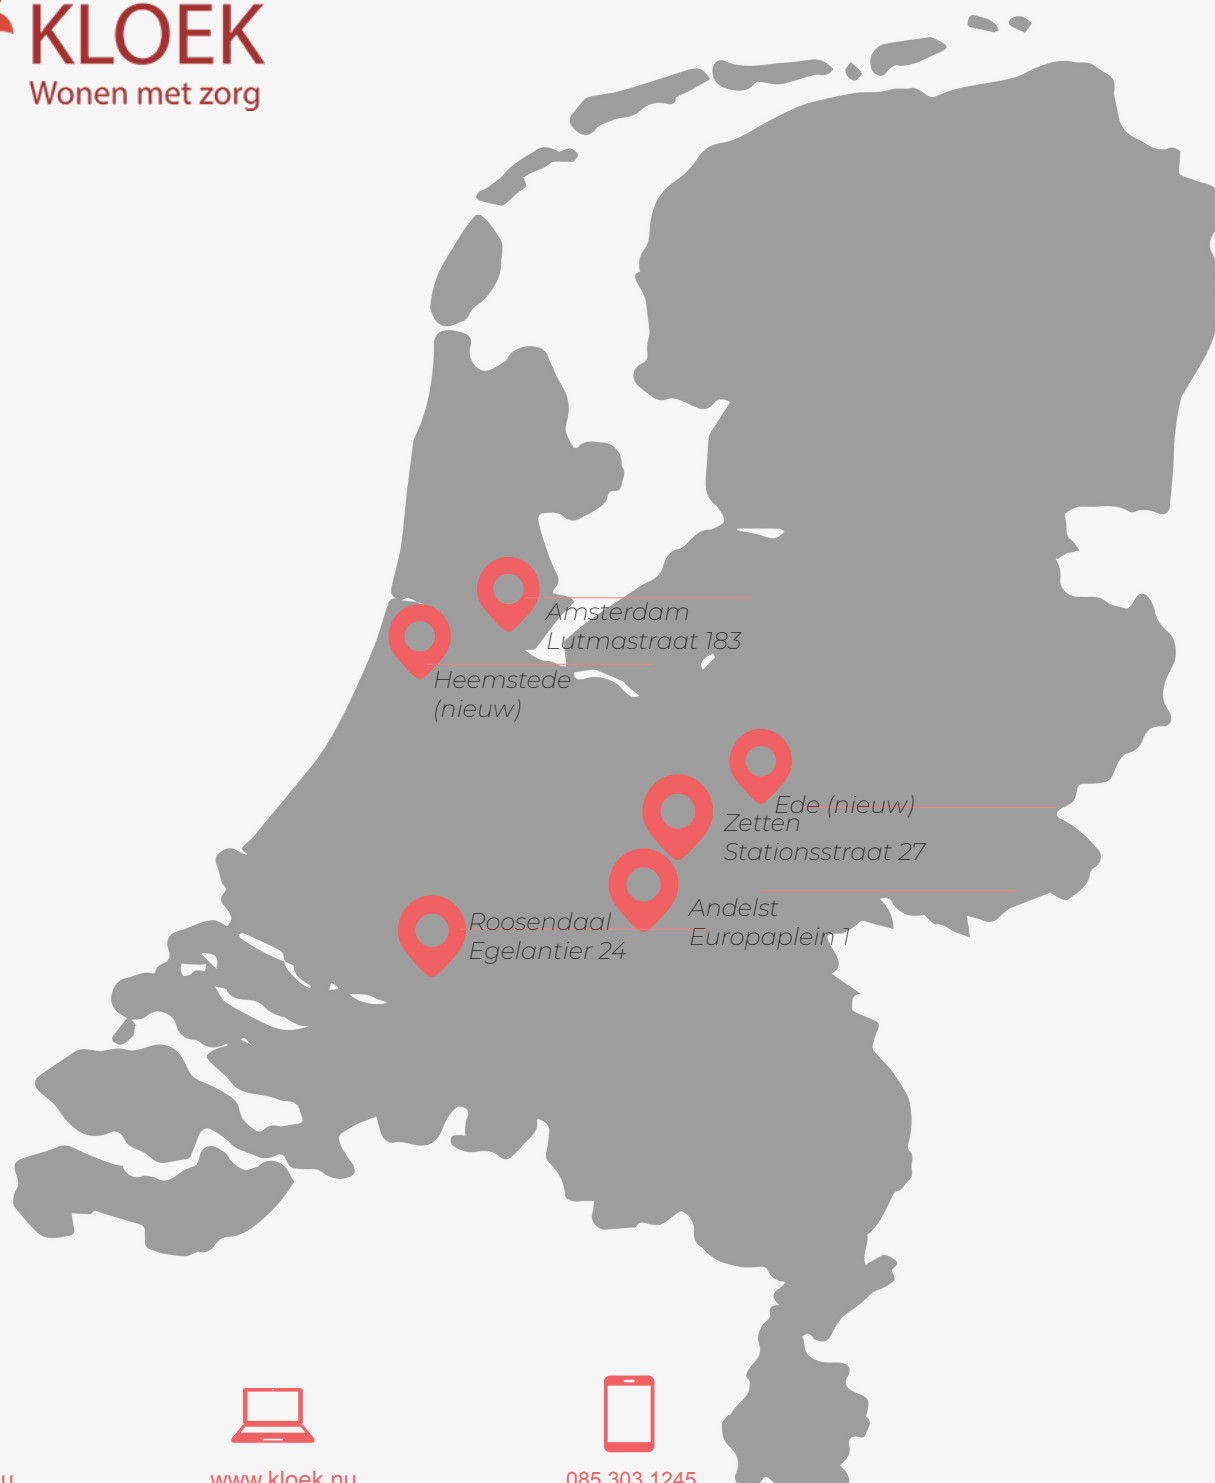 KLOEK
Wonen met zorg
Amsterdam
Lutmastraat 183
Heemstede
(nieuw)
Ede (nieuw)
Zetten
Stationsstraat 27
Andelst
Europaplein 1
Roosendaal
Egelantier 24
www.kloek.nu
085 303 1245